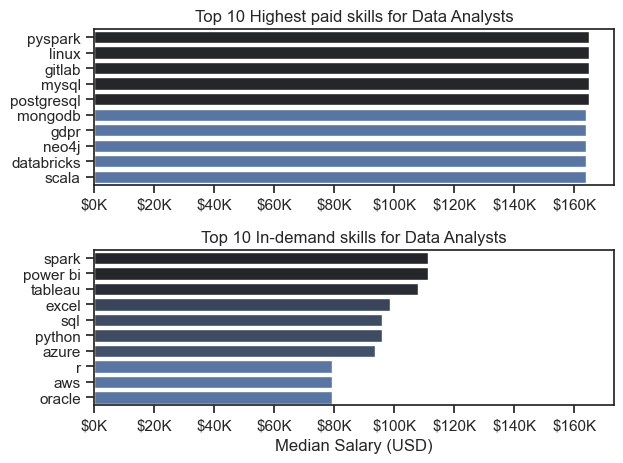 Top 10 Highest paid skills for Data Analysts
pyspark
linux
gitlab
mysql
postgresql
mongodb
gdpr
neo4j
databricks
scala
$0K $20K $40K $60K $80K $100K $120K $140K $160K
Top 10 In-demand skills for Data Analysts
spark
power bi
tableau
excel
sql
python
azure
r
aws
oracle
$0K $20K $40K $60K $80K $100K $120K $140K $160K
Median Salary (USD)